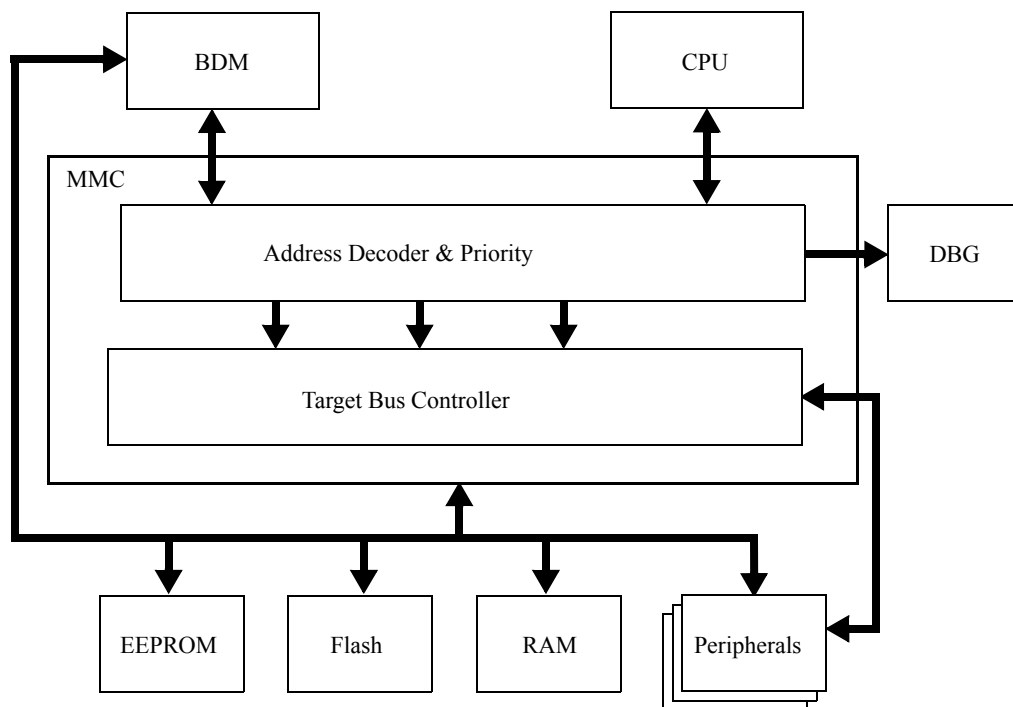 BDM
CPU
MMC
Address Decoder & Priority
DBG
Target Bus Controller
EEPROM
Flash
RAM
Peripherals